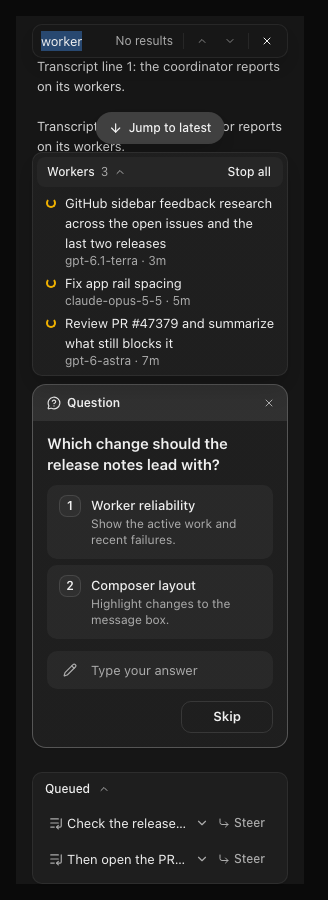 worker No results
Transcript line 1: the coordinator reports
on its workers.
Transcript Jump to latest or reports
on its workers.
Workers 3 Stop all
GitHub sidebar feedback research
across the open issues and the
last two releases
gpt-6.1-terra · 3m
Fix app rail spacing
claude-opus-5-5 · 5m
Review PR #47379 and summarize
what still blocks it
gpt-6-astra · 7m
Question
Which change should the
release notes lead with?
1 Worker reliability
Show the active work and
recent failures.
2 Composer layout
Highlight changes to the
message box.
Type your answer
Skip
Queued
Check the release... Steer
Then open the PR... Steer